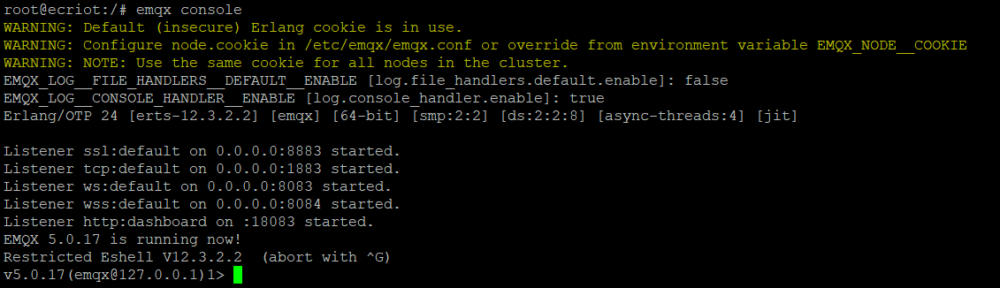 root@ecriot:/# emqx console
WARNING: Default (insecure) Erlang cookie is in use.
WARNING: Configure node.cookie in /etc/emqx/emqx.conf or override from environment variable EMQX_NODE__COOKIE
WARNING: NOTE: Use the same cookie for all nodes in the cluster.
EMQX_LOG__FILE_HANDLERS__DEFAULT__ENABLE [log.file_handlers.default.enable]: false
EMQX_LOG__CONSOLE_HANDLER__ENABLE [log.console_handler.enable]: true
Erlang/OTP 24 [erts-12.3.2.2] [emqx] [64-bit] [smp:2:2] [ds:2:2:8] [async-threads:4] [jit]
Listener ssl:default on 0.0.0.0:8883 started.
Listener tcp:default on 0.0.0.0:1883 started.
Listener ws:default on 0.0.0.0:8083 started.
Listener wss:default on 0.0.0.0:8084 started.
Listener http:dashboard on :18083 started.
EMQX 5.0.17 is running now!
Restricted Eshell V12.3.2.2  (abort with ^G)
v5.0.17(emqx@127.0.0.1)1>